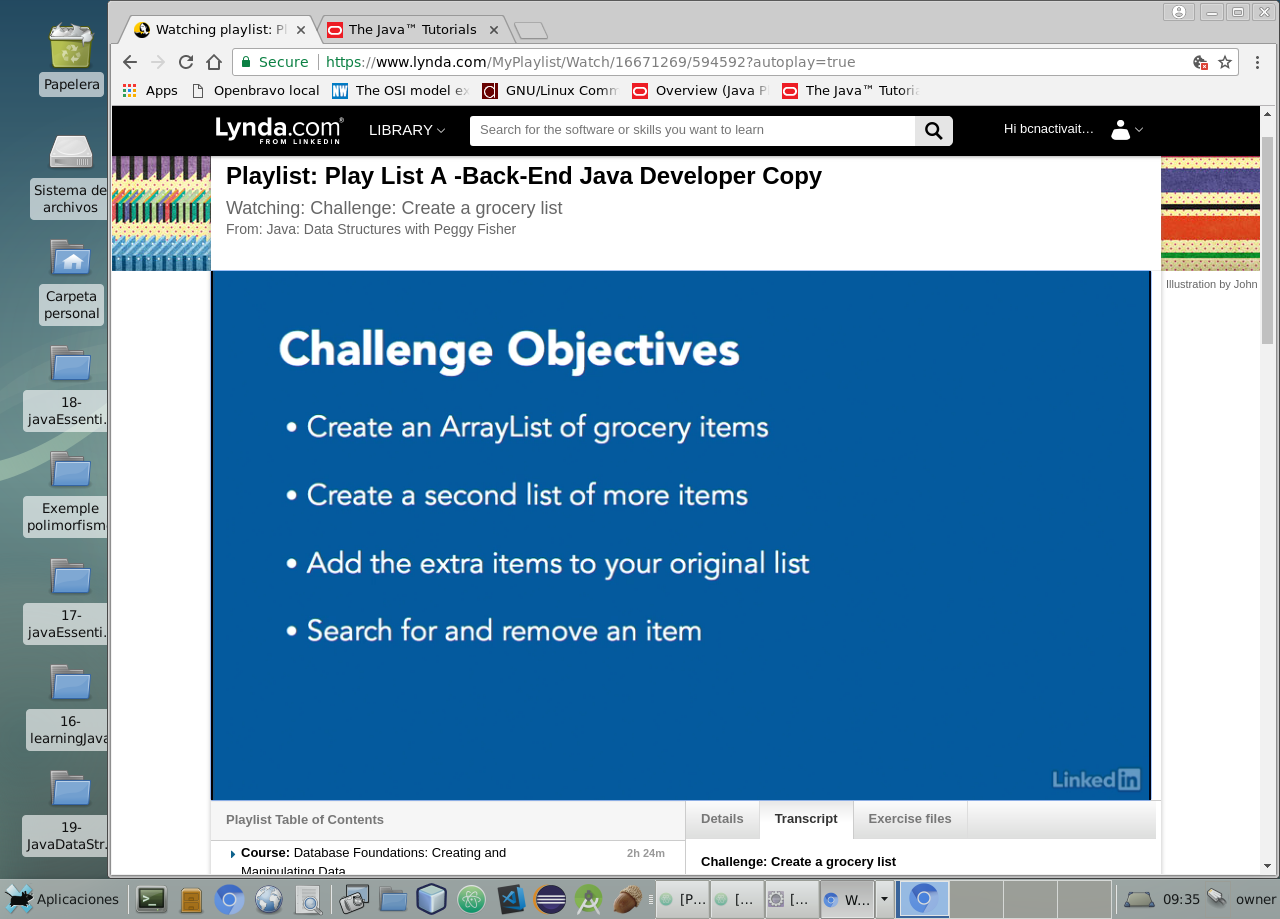 Papelera
Sistema de
archivos
Carpeta
personal
18-
javaEssenti.
Exemple
polimorfism
17-
javaEssenti.
16-
learningJava
19-
JavaDataStr.
Watching playlist: Pl
The Java™ Tutorials
Secure
https://www.lynda.com/MyPlaylist/Watch/16671269/594592?autoplay=true
Apps
Openbravo local
The OSI model ex
GNU/Linux Comm
Overview (Java P
The Java™ Tutoria
Lynda.com
FROM LINKEDIN
LIBRARY
Search for the software or skills you want to learn
Hi bcnactivait...
Playlist: Play List A -Back-End Java Developer Copy
Watching: Challenge: Create a grocery list
From: Java: Data Structures with Peggy Fisher
Illustration by John
Challenge Objectives
• Create an ArrayList of grocery items
• Create a second list of more items
• Add the extra items to your original list
• Search for and remove an item
Linked in
Playlist Table of Contents
Details
Transcript
Exercise files
Course: Database Foundations: Creating and
Manipulating Data
2h 24m
Challenge: Create a grocery list
Aplicaciones
[P...
[...
[...
W...
09:35
owner